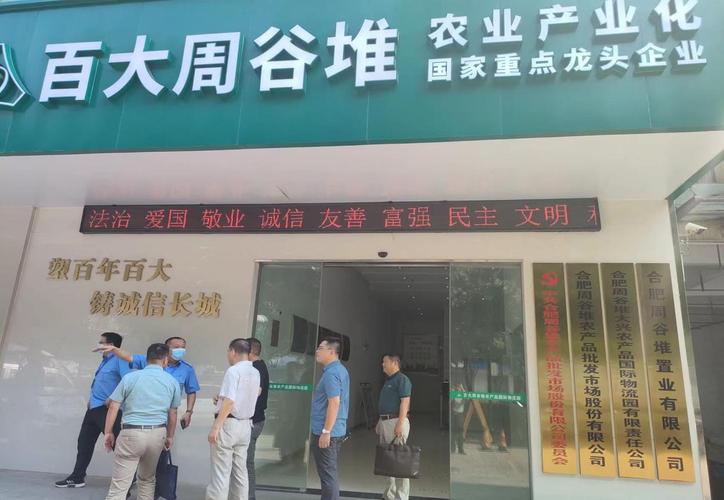 百大周谷堆
农业产业化
国家重点龙头企业
法治 爱国 敬业 诚信 友善 富强 民主 文明
塑百年百大
铸诚信长城
合肥周谷堆农产品批发市场股份有限公司
合肥周谷堆大兴农产品国际物流园有限责任公司
合肥周谷堆置业有限公司